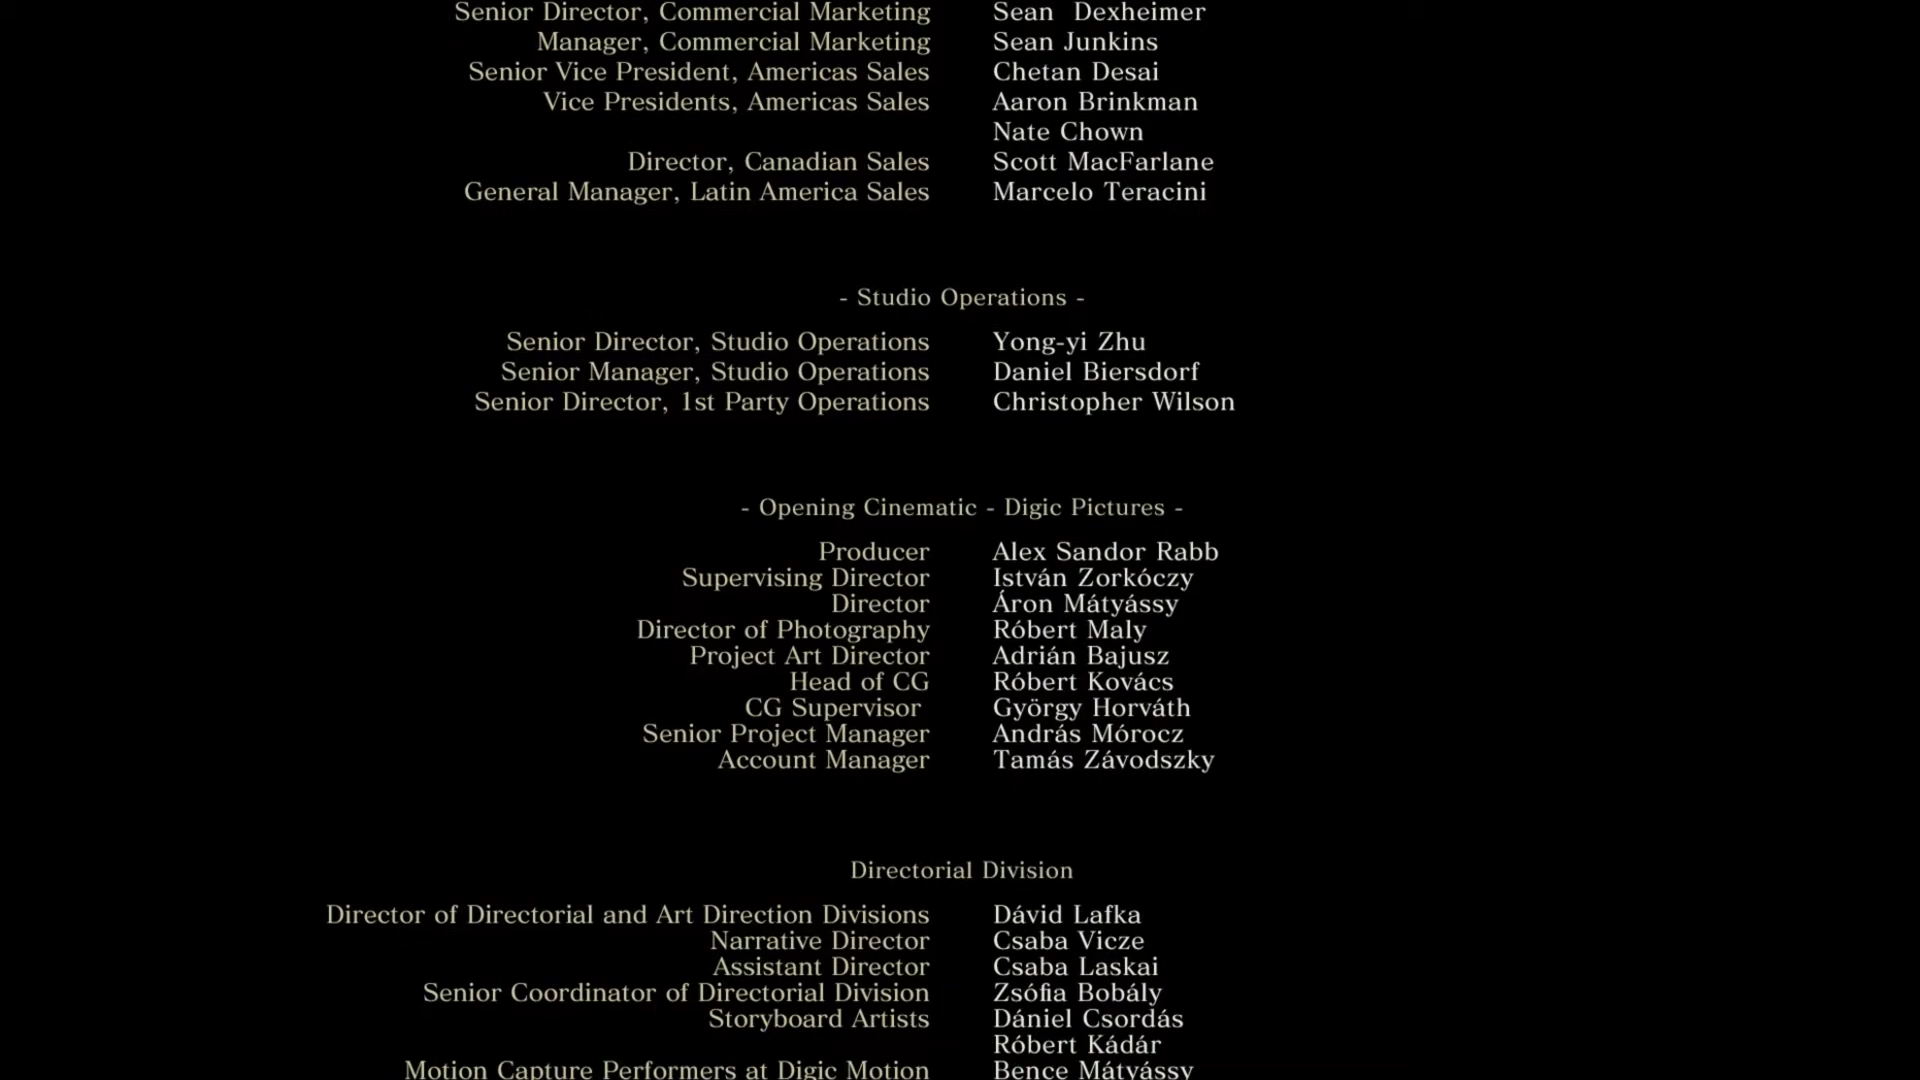 Senior Director, Commercial Marketing Sean Dexheimer
Manager, Commercial Marketing Sean Junkins
Senior Vice President, Americas Sales Chetan Desai
Vice Presidents, Americas Sales Aaron Brinkman
Nate Chown
Director, Canadian Sales Scott MacFarlane
General Manager, Latin America Sales Marcelo Teracini
- Studio Operations -
Senior Director, Studio Operations Yong-yi Zhu
Senior Manager, Studio Operations Daniel Biersdorf
Senior Director, 1st Party Operations Christopher Wilson
- Opening Cinematic - Digic Pictures -
Producer Alex Sandor Rabb
Supervising Director István Zorkóczy
Director Áron Mátyássy
Director of Photography Róbert Maly
Project Art Director Adrián Bajusz
Head of CG Róbert Kovács
CG Supervisor György Horváth
Senior Project Manager András Mórocz
Account Manager Tamás Závodszky
Directorial Division
Director of Directorial and Art Direction Divisions Dávid Lafka
Narrative Director Csaba Vicze
Assistant Director Csaba Laskai
Senior Coordinator of Directorial Division Zsófia Bobály
Storyboard Artists Dániel Csordás
Róbert Kádár
Motion Capture Performers at Digic Motion Bence Mátyássy